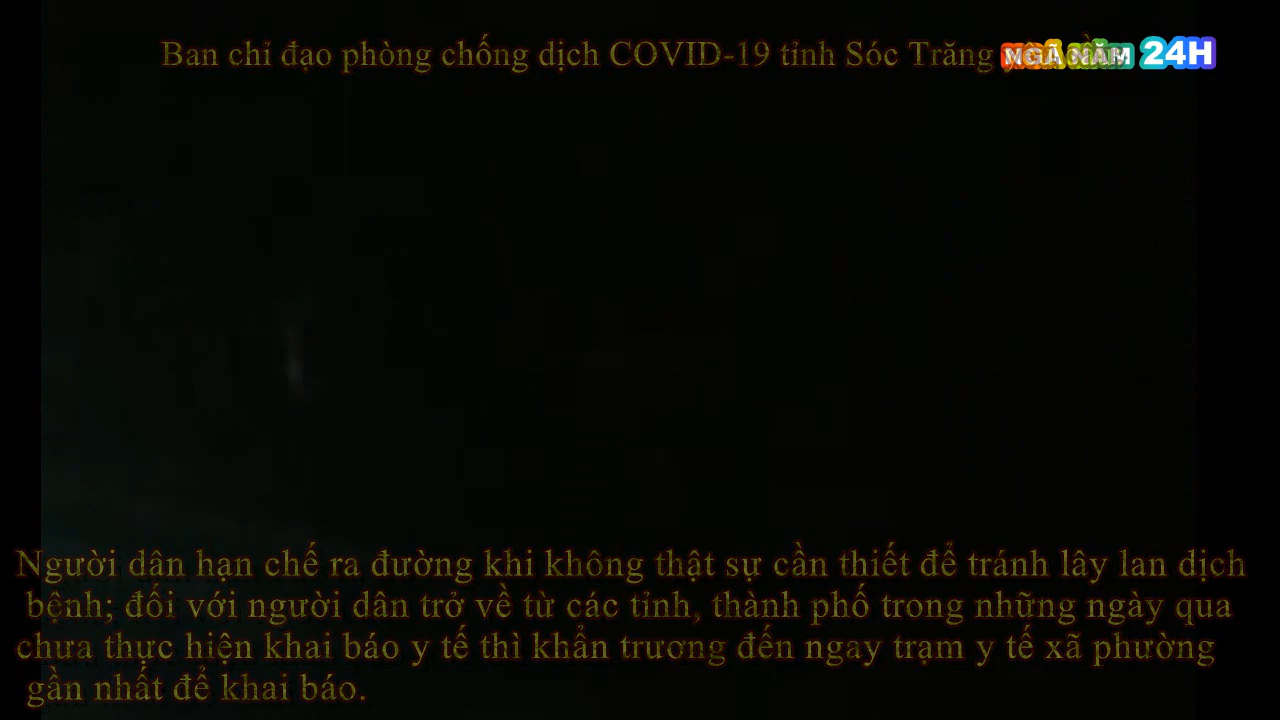 Ban chỉ đạo phòng chống dịch COVID-19 tỉnh Sóc Trăng
NGÃ NĂM 24H
Người dân hạn chế ra đường khi không thật sự cần thiết để tránh lây lan dịch
bệnh; đối với người dân trở về từ các tỉnh, thành phố trong những ngày qua
chưa thực hiện khai báo y tế thì khẩn trương đến ngay trạm y tế xã phường
gần nhất để khai báo.